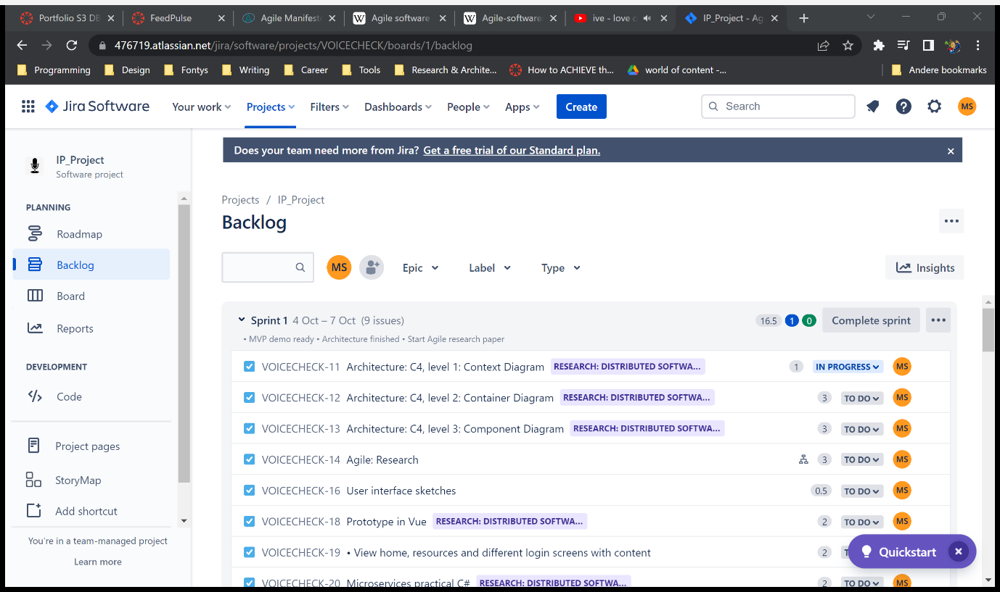 Portfolio S3 DB
FeedPulse
Agile Manifest
Agile software
Agile-software
ive - love
IP_Project - Ag
476719.atlassian.net/jira/software/projects/VOICECHECK/boards/1/backlog
Programming
Design
Fontys
Writing
Career
Tools
Research & Archite...
How to ACHIEVE th...
world of content -...
Andere bookmarks
Jira Software
Your work
Projects
Filters
Dashboards
People
Apps
Create
Search
MS
IP_Project
Software project
PLANNING
Roadmap
Backlog
Board
Reports
DEVELOPMENT
Code
Project pages
StoryMap
Add shortcut
You're in a team-managed project
Learn more
Does your team need more from Jira? Get a free trial of our Standard plan.
Projects / IP_Project
Backlog
MS
Epic
Label
Type
Insights
Sprint 1 4 Oct – 7 Oct (9 issues) 16.5 1 0 Complete sprint
• MVP demo ready • Architecture finished • Start Agile research paper
VOICECHECK-11 Architecture: C4, level 1: Context Diagram RESEARCH: DISTRIBUTED SOFTWA... 1 IN PROGRESS MS
VOICECHECK-12 Architecture: C4, level 2: Container Diagram RESEARCH: DISTRIBUTED SOFTWA... 3 TO DO MS
VOICECHECK-13 Architecture: C4, level 3: Component Diagram RESEARCH: DISTRIBUTED SOFTWA... 3 TO DO MS
VOICECHECK-14 Agile: Research 3 TO DO MS
VOICECHECK-16 User interface sketches 0.5 TO DO MS
VOICECHECK-18 Prototype in Vue RESEARCH: DISTRIBUTED SOFTWA... 2 TO DO MS
VOICECHECK-19 • View home, resources and different login screens with content 2 T
Quickstart
VOICECHECK-20 Microservices practical C# RESEARCH: DISTRIBUTED SOFTWA... 2 TO DO MS